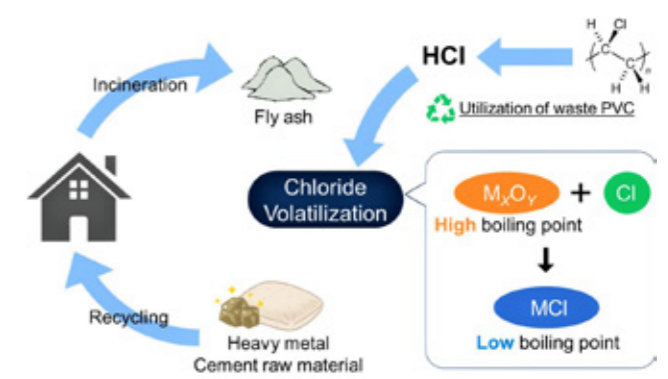 Incineration
Fly ash
HCl
H Cl
C
C
n
H H
Utilization of waste PVC
Chloride
Volatilization
MXOY + Cl
High boiling point
MCl
Low boiling point
Recycling
Heavy metal
Cement raw material